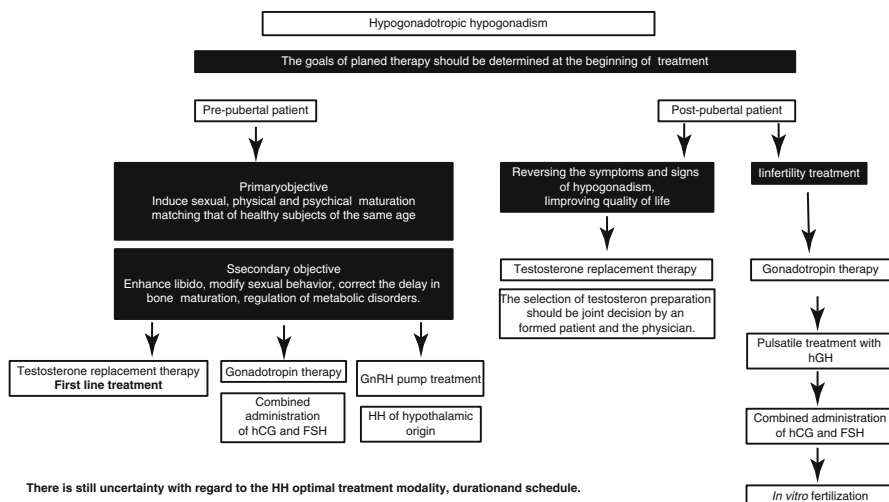 Hypogonadotropic hypogonadism
The goals of planed therapy should be determined at the beginning of treatment
Pre-pubertal patient
Primaryobjective
Induce sexual, physical and psychical maturation
matching that of healthy subjects of the same age
Ssecondary objective
Enhance libido, modify sexual behavior, correct the delay in
bone maturation, regulation of metabolic disorders.
Testosterone replacement therapy
First line treatment
Gonadotropin therapy
Combined
administration
of hCG and FSH
GnRH pump treatment
HH of hypothalamic
origin
Post-pubertal patient
Reversing the symptoms and signs
of hypogonadism,
Iimproving quality of life
Testosterone replacement therapy
The selection of testosteron preparation
should be joint decision by an
formed patient and the physician.
Iinfertility treatment
Gonadotropin therapy
Pulsatile treatment with
hGH
Combined administration
of hCG and FSH
In vitro fertilization
There is still uncertainty with regard to the HH optimal treatment modality, durationand schedule.